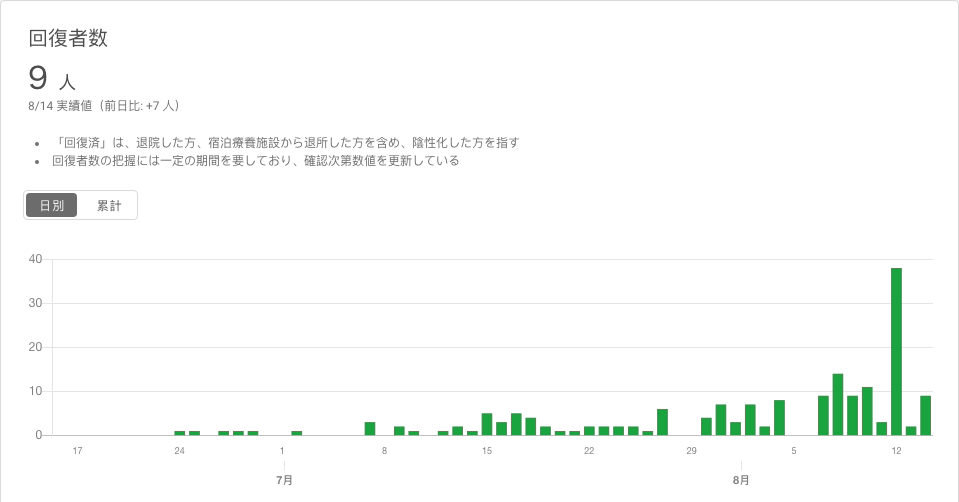 回復者数
9 人
8/14 実績値（前日比: +7 人）
• 「回復済」は、退院した方、宿泊療養施設から退所した方を含め、陰性化した方を指す
• 回復者数の把握には一定の期間を要しており、確認次第数値を更新している
日別 累計
40
30
20
10
0
17 24 1 8 15 22 29 5 12
7月 8月